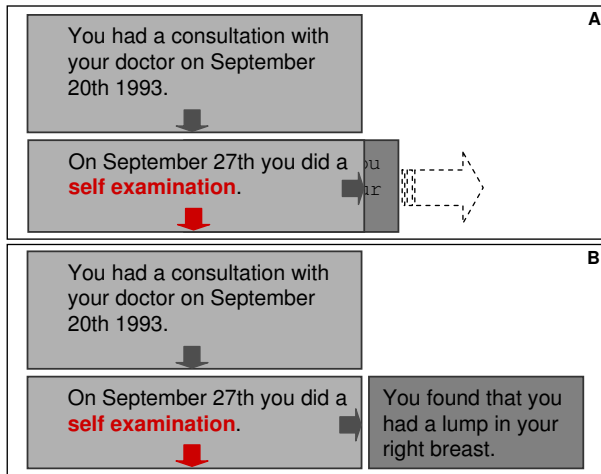 A
You had a consultation with
your doctor on September
20th 1993.
On September 27th you did a
self examination.
B
You had a consultation with
your doctor on September
20th 1993.
On September 27th you did a
self examination.
You found that you
had a lump in your
right breast.